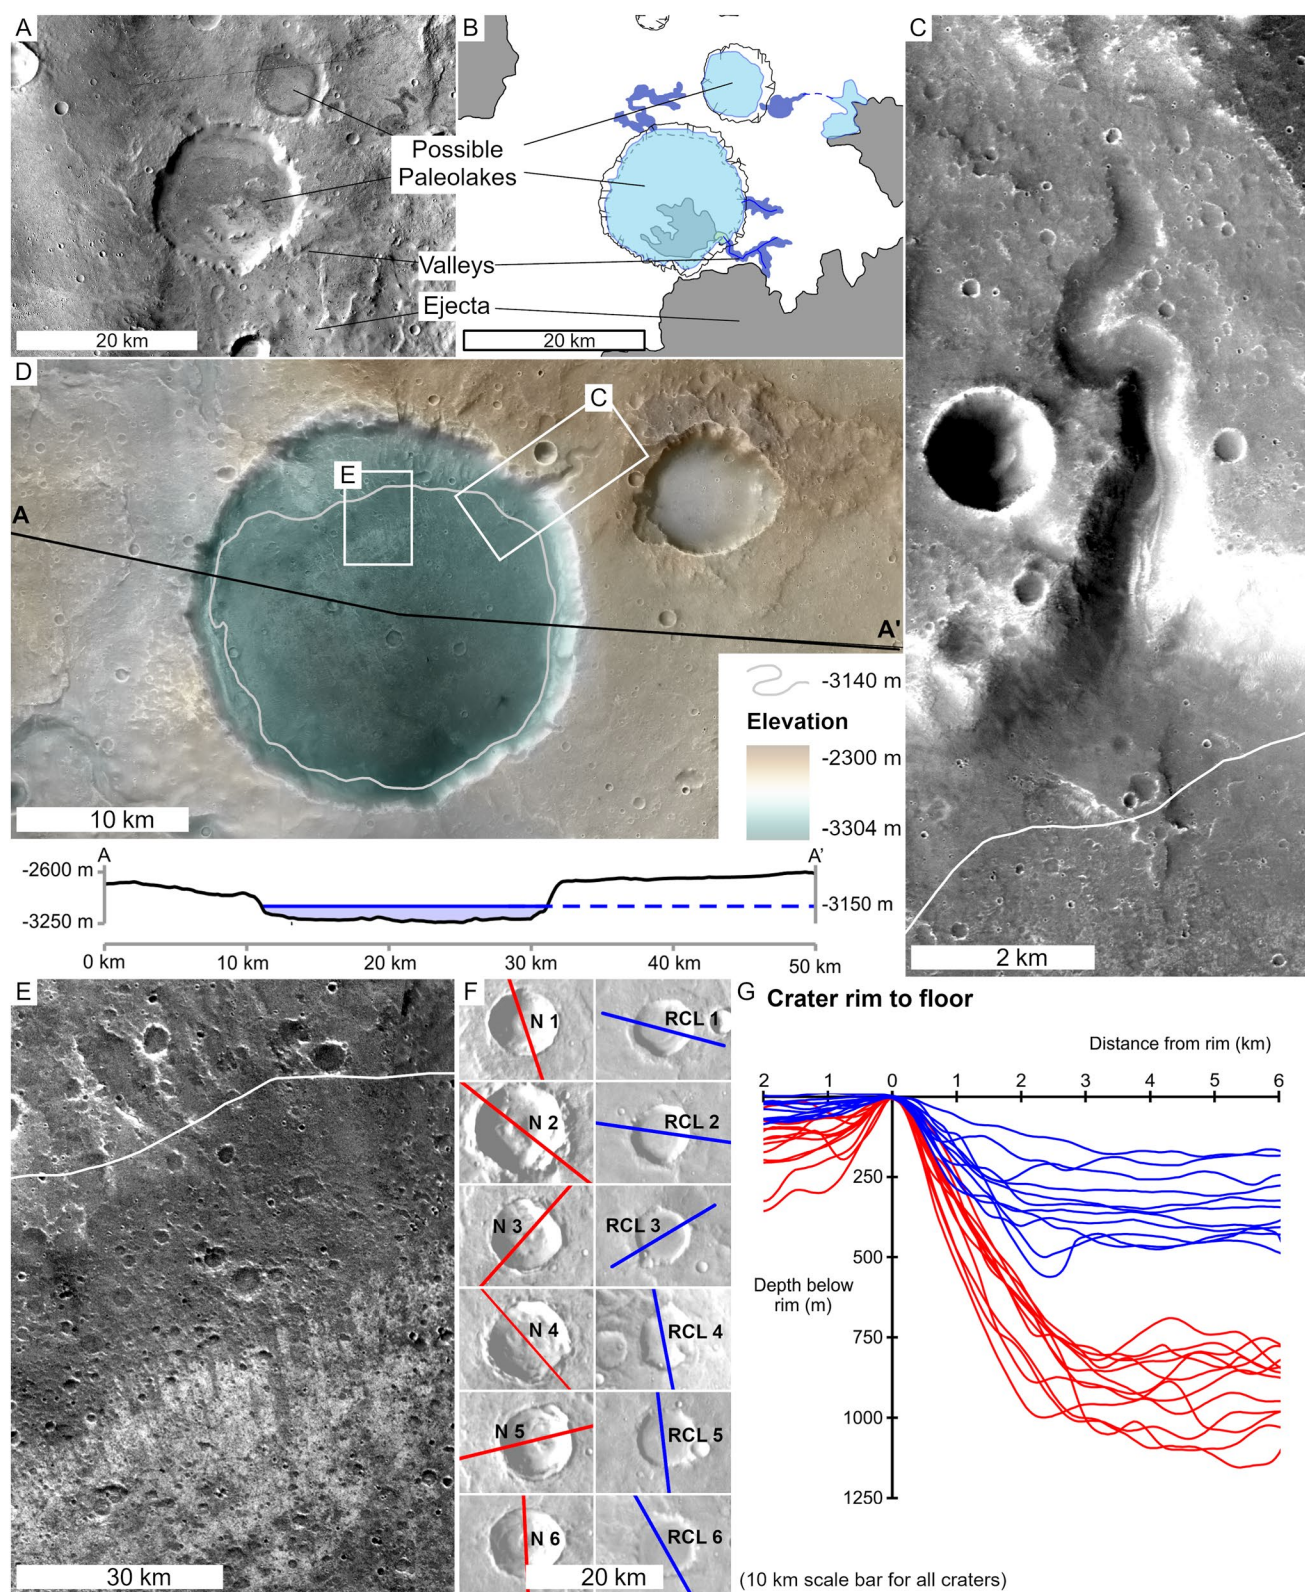 A
B
C
Possible
Paleolakes
Valleys
Ejecta
20 km
20 km
D
C
E
A
A'
-3140 m
Elevation
-2300 m
-3304 m
10 km
2 km
A
A'
-2600 m
-3250 m
-3150 m
0 km
10 km
20 km
30 km
40 km
50 km
E
30 km
F
N 1
RCL 1
N 2
RCL 2
N 3
RCL 3
N 4
RCL 4
N 5
RCL 5
N 6
RCL 6
20 km
(10 km scale bar for all craters)
G
Crater rim to floor
Distance from rim (km)
2 1 0 1 2 3 4 5 6
250
500
Depth below
rim (m)
750
1000
1250